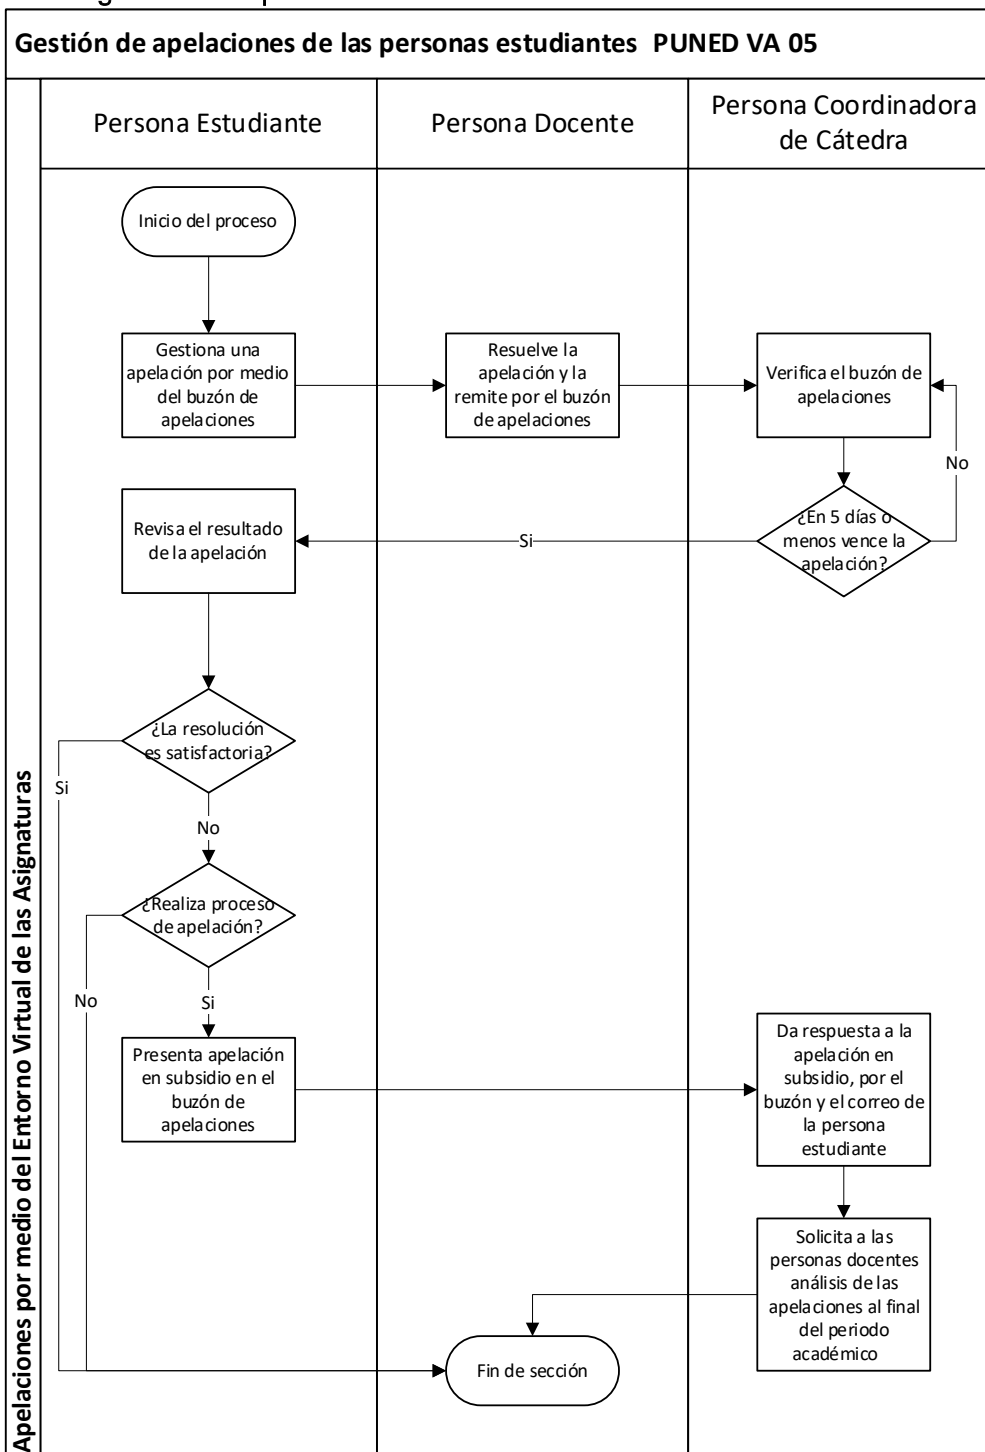 Gestión de apelaciones de las personas estudiantes PUNED VA 05
Persona Estudiante
Persona Docente
Persona Coordinadora
de Cátedra
Inicio del proceso
Gestiona una
apelación por medio
del buzón de
apelaciones
Resuelve la
apelación y la
remite por el buzón
de apelaciones
Verifica el buzón de
apelaciones
No
¿En 5 días o
menos vence la
apelación?
Si
Revisa el resultado
de la apelación
¿La resolución
es satisfactoria?
Si
No
¿Realiza proceso
de apelación?
No
Si
Presenta apelación
en subsidio en el
buzón de
apelaciones
Da respuesta a la
apelación en
subsidio, por el
buzón y el correo de
la persona
estudiante
Solicita a las
personas docentes
análisis de las
apelaciones al final
del periodo
académico
Fin de sección
Apelaciones por medio del Entorno Virtual de las Asignaturas